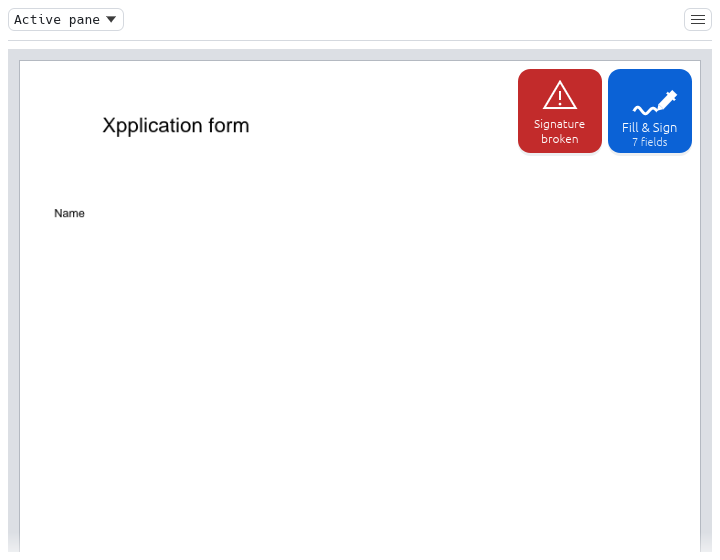 Active pane
Signature
broken
Fill & Sign
7 fields
Xpplication form
Name